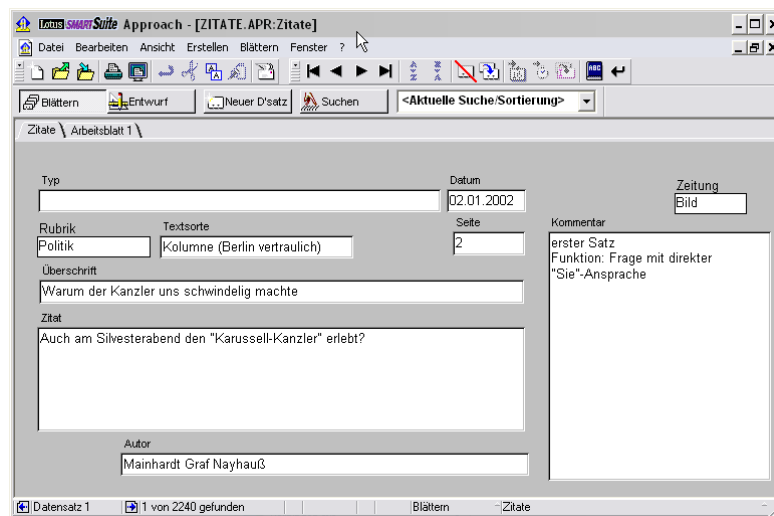 Lotus SMARTSuite Approach - [ZITATE.APR:Zitate]
Datei Bearbeiten Ansicht Erstellen Blättern Fenster ?
Blättern Entwurf Neuer D'satz Suchen <Aktuelle Suche/Sortierung>
Zitate Arbeitsblatt 1
Typ Datum Zeitung
02.01.2002 Bild
Rubrik Textsorte Seite Kommentar
Politik Kolumne (Berlin vertraulich) 2 erster Satz
Funktion: Frage mit direkter
"Sie"-Ansprache
Überschrift
Warum der Kanzler uns schwindelig machte
Zitat
Auch am Silvesterabend den "Karussell-Kanzler" erlebt?
Autor
Mainhardt Graf Nayhauß
Datensatz 1 1 von 2240 gefunden Blättern Zitate